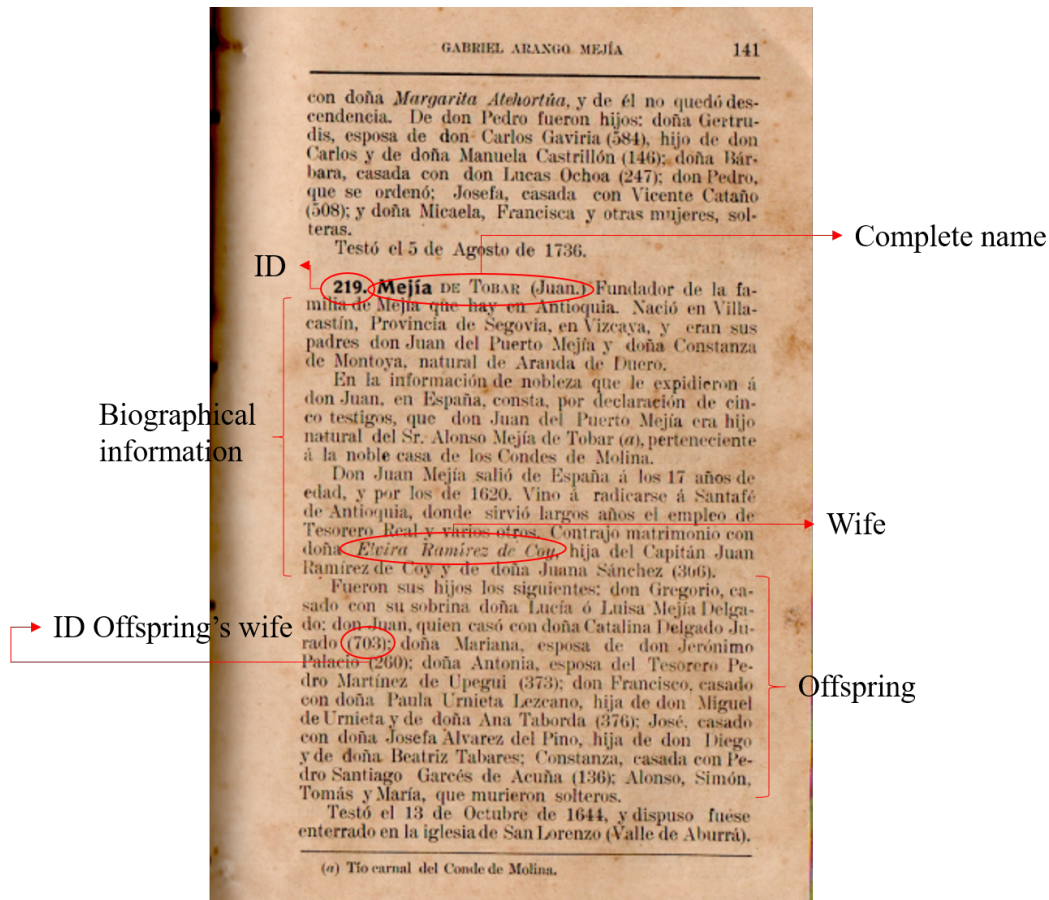 GABRIEL ARANGO MEJÍA 141
con doña Margarita Atehortúa, y de él no quedó des-
cendencia. De don Pedro fueron hijos: doña Gertru-
dis, esposa de don Carlos Gaviria (584), hijo de don
Carlos y de doña Manuela Castrillón (146); doña Bár-
bara, casada con don Lucas Ochoa (247); don Pedro,
que se ordenó; Josefa, casada con Vicente Cataño
(508); y doña Micaela, Francisca y otras mujeres, sol-
teras.
Testó el 5 de Agosto de 1736.
Complete name
ID
219. Mejía DE TOBAR (Juan.) Fundador de la fa-
milia de Mejía que hay en Antioquia. Nació en Villa-
castín, Provincia de Segovia, en Vizcaya, y eran sus
padres don Juan del Puerto Mejía y doña Constanza
de Montoya, natural de Aranda de Duero.
En la información de nobleza que le expidieron á
don Juan, en España, consta, por declaración de cin-
co testigos, que don Juan del Puerto Mejía era hijo
natural del Sr. Alonso Mejía de Tobar (a), perteneciente
á la noble casa de los Condes de Molina.
Biographical
information
Don Juan Mejía salió de España á los 17 años de
edad, y por los de 1620. Vino á radicarse á Santafé
de Antioquia, donde sirvió largos años el empleo de
Tesorero Real y varios otros. Contrajo matrimonio con
doña Elvira Ramírez de Coy, hija del Capitán Juan
Ramírez de Coy y de doña Juana Sánchez (366).
Wife
Fueron sus hijos los siguientes: don Gregorio, ca-
sado con su sobrina doña Lucía ó Luisa Mejía Delga-
do; don Juan, quien casó con doña Catalina Delgado Ju-
rado (703); doña Mariana, esposa de don Jerónimo
Palacio (260); doña Antonia, esposa del Tesorero Pe-
dro Martínez de Upegui (373); don Francisco, casado
con doña Paula Urnieta Lezcano, hija de don Miguel
de Urnieta y de doña Ana Taborda (376); José, casado
con doña Josefa Alvarez del Pino, hija de don Diego
y de doña Beatriz Tabares; Constanza, casada con Pe-
dro Santiago Garcés de Acuña (136); Alonso, Simón,
Tomás y María, que murieron solteros.
ID Offspring's wife
Offspring
Testó el 13 de Octubre de 1644, y dispuso fuese
enterrado en la iglesia de San Lorenzo (Valle de Aburrá).
(a) Tío carnal del Conde de Molina.